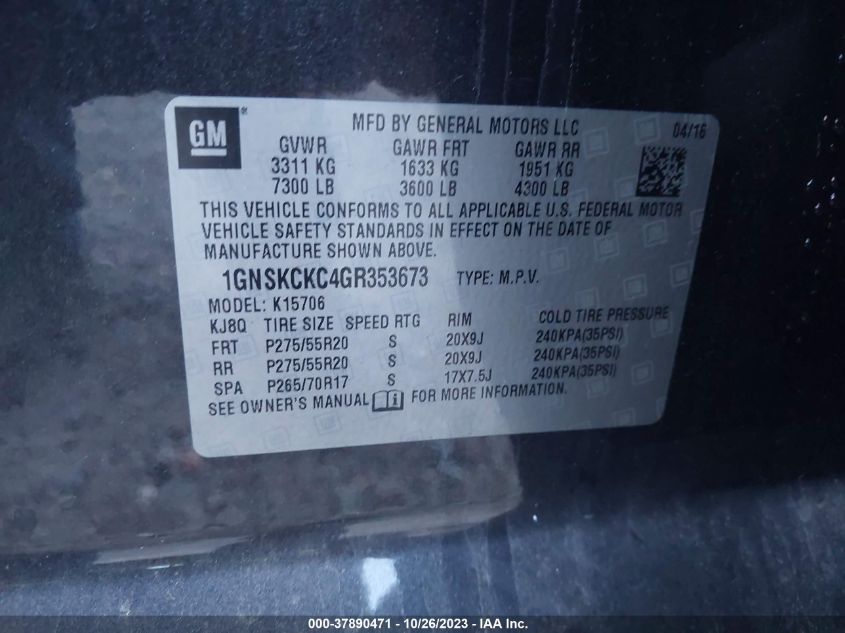 GM
MFD BY GENERAL MOTORS LLC 04/16
GVWR GAWR FRT GAWR RR
3311 KG 1633 KG 1951 KG
7300 LB 3600 LB 4300 LB
THIS VEHICLE CONFORMS TO ALL APPLICABLE U.S. FEDERAL MOTOR
VEHICLE SAFETY STANDARDS IN EFFECT ON THE DATE OF
MANUFACTURE SHOWN ABOVE.
1GNSKCKC4GR353673 TYPE: M.P.V.
MODEL: K15706
KJ8Q TIRE SIZE SPEED RTG RIM COLD TIRE PRESSURE
FRT P275/55R20 S 20X9J 240KPA(35PSI)
RR P275/55R20 S 20X9J 240KPA(35PSI)
SPA P265/70R17 S 17X7.5J 240KPA(35PSI)
SEE OWNER'S MANUAL i FOR MORE INFORMATION.
000-37890471 - 10/26/2023 - IAA Inc.